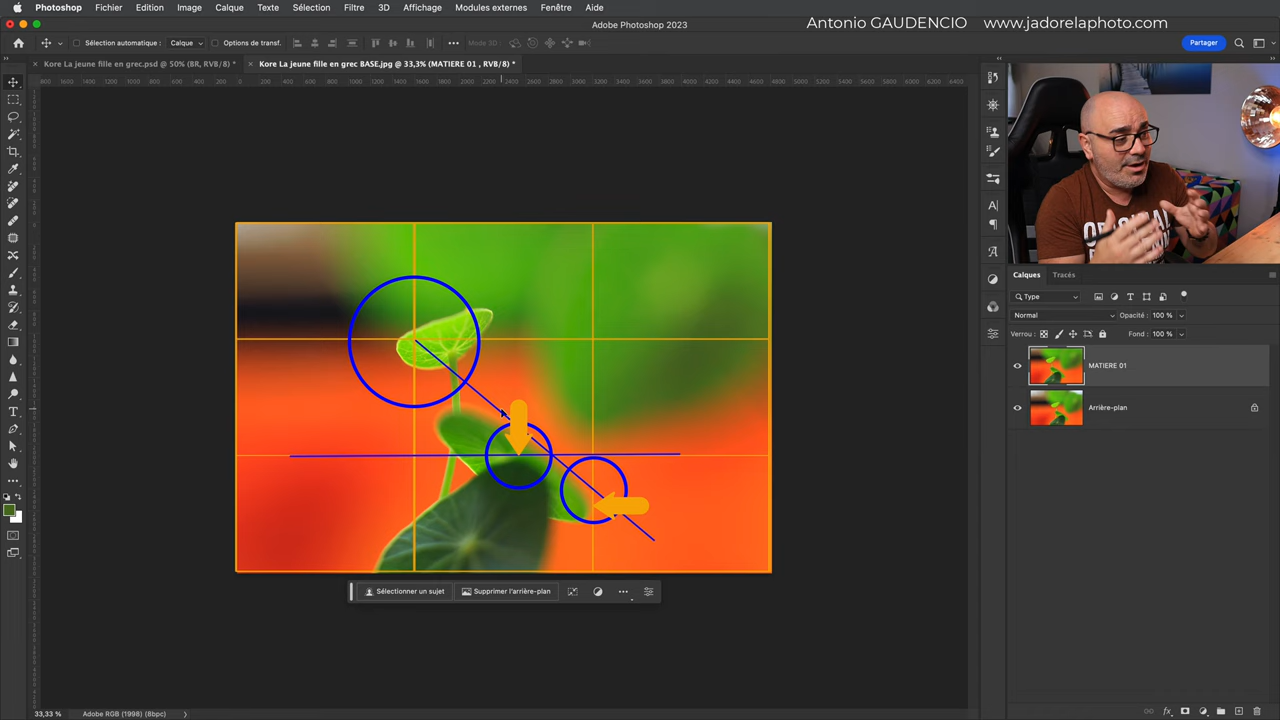 Photoshop Fichier Edition Image Calque Texte Sélection Filtre 3D Affichage Modules externes Fenêtre Aide
Adobe Photoshop 2023
Antonio GAUDENCIO www.jadorelaphoto.com
Sélection automatique : Calque Options de transf. Mode 3D : Partager
Kore La jeune fille en grec.psd @ 50% (BR, RVB/8) * Kore La jeune fille en grec BASE.jpg @ 33,3% (MATIERE 01 , RVB/8) *
ORIGINAL
Calques Tracés
Type
Normal Opacité : 100 %
Verrou : Fond : 100 %
MATIERE 01
Arrière-plan
Sélectionner un sujet Supprimer l'arrière-plan
33,33 % Adobe RGB (1998) (8bpc)